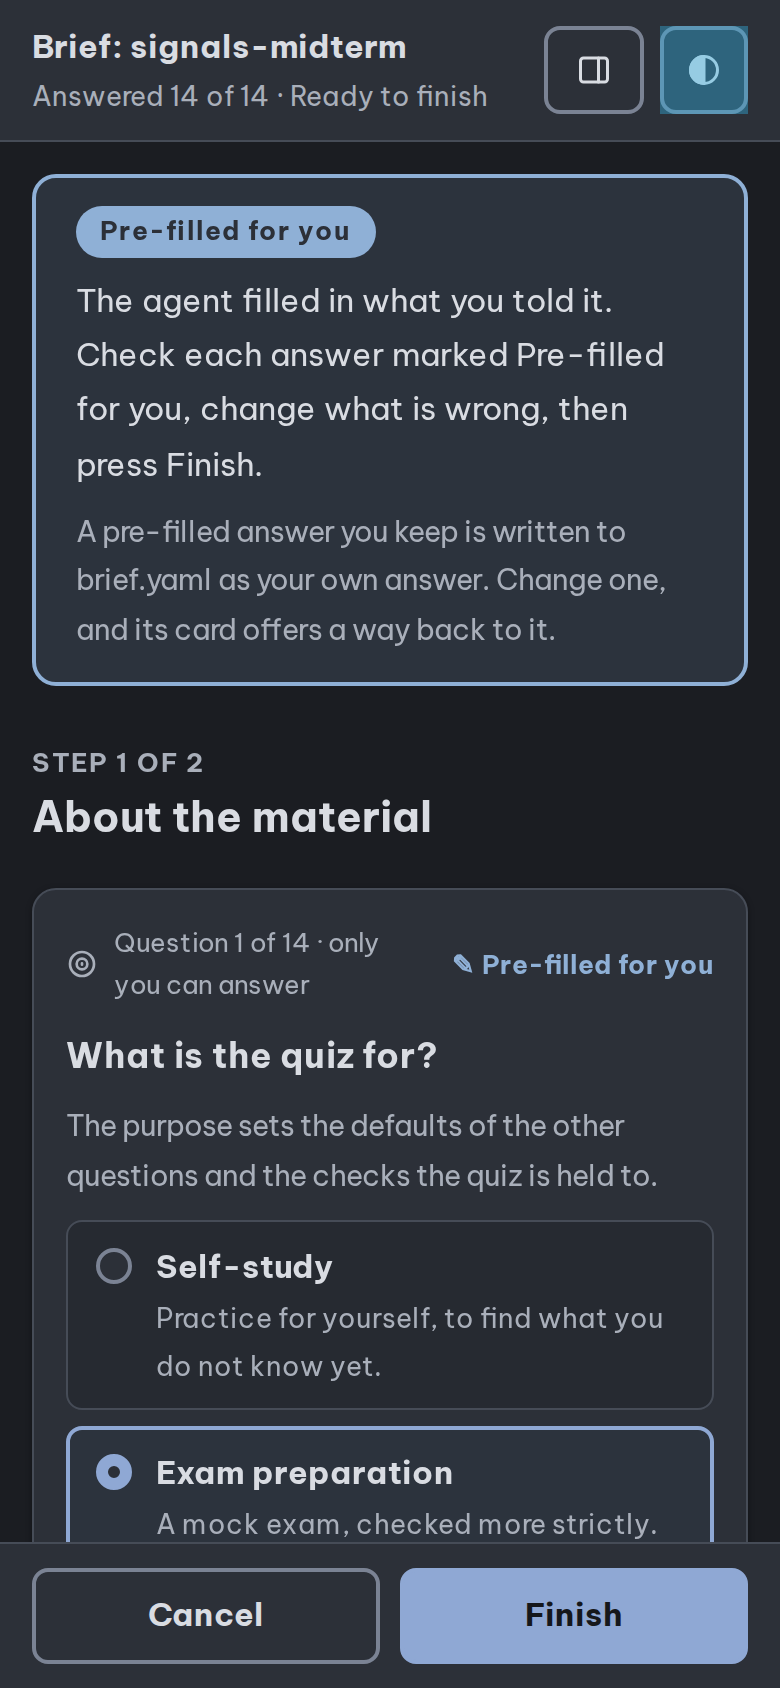 Brief: signals-midterm
Answered 14 of 14 · Ready to finish
Pre-filled for you
The agent filled in what you told it.
Check each answer marked Pre-filled
for you, change what is wrong, then
press Finish.
A pre-filled answer you keep is written to
brief.yaml as your own answer. Change one,
and its card offers a way back to it.
STEP 1 OF 2
About the material
Question 1 of 14 · only
you can answer
✎ Pre-filled for you
What is the quiz for?
The purpose sets the defaults of the other
questions and the checks the quiz is held to.
Self-study
Practice for yourself, to find what you
do not know yet.
Exam preparation
A mock exam, checked more strictly.
Cancel
Finish